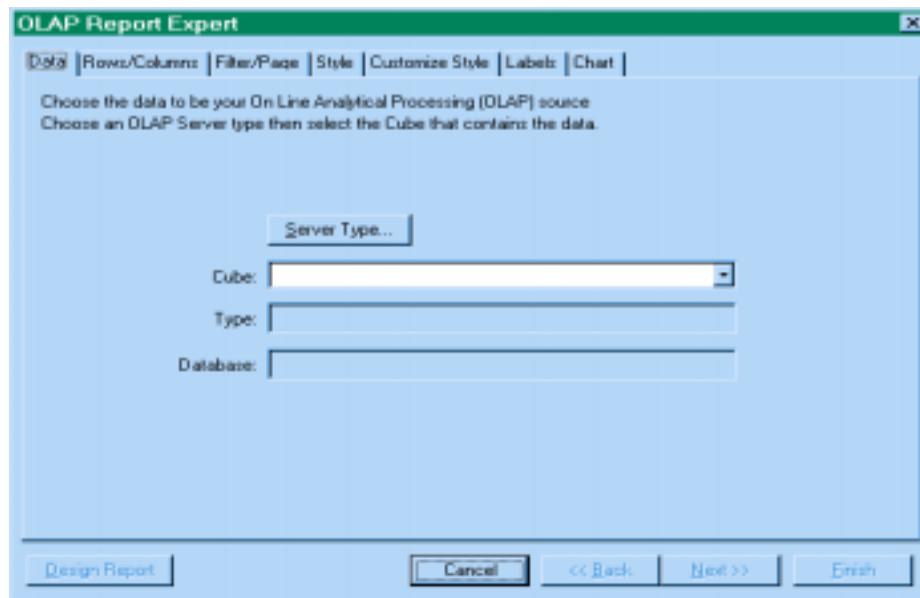 OLAP Report Expert
Data Rows/Columns Filter/Page Style Customize Style Labels Chart
Choose the data to be your On Line Analytical Processing (OLAP) source
Choose an OLAP Server type then select the Cube that contains the data.
Server Type...
Cube:
Type:
Database:
Design Report Cancel << Back Next >> Finish